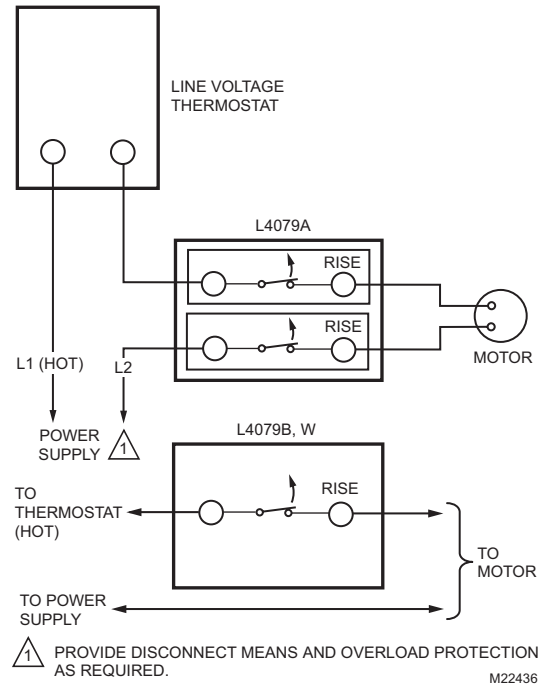 LINE VOLTAGE
THERMOSTAT
L4079A
RISE
RISE
MOTOR
L1 (HOT)
L2
POWER
SUPPLY
1
L4079B, W
RISE
TO
THERMOSTAT
(HOT)
TO
MOTOR
TO POWER
SUPPLY
1 PROVIDE DISCONNECT MEANS AND OVERLOAD PROTECTION
AS REQUIRED.
M22436